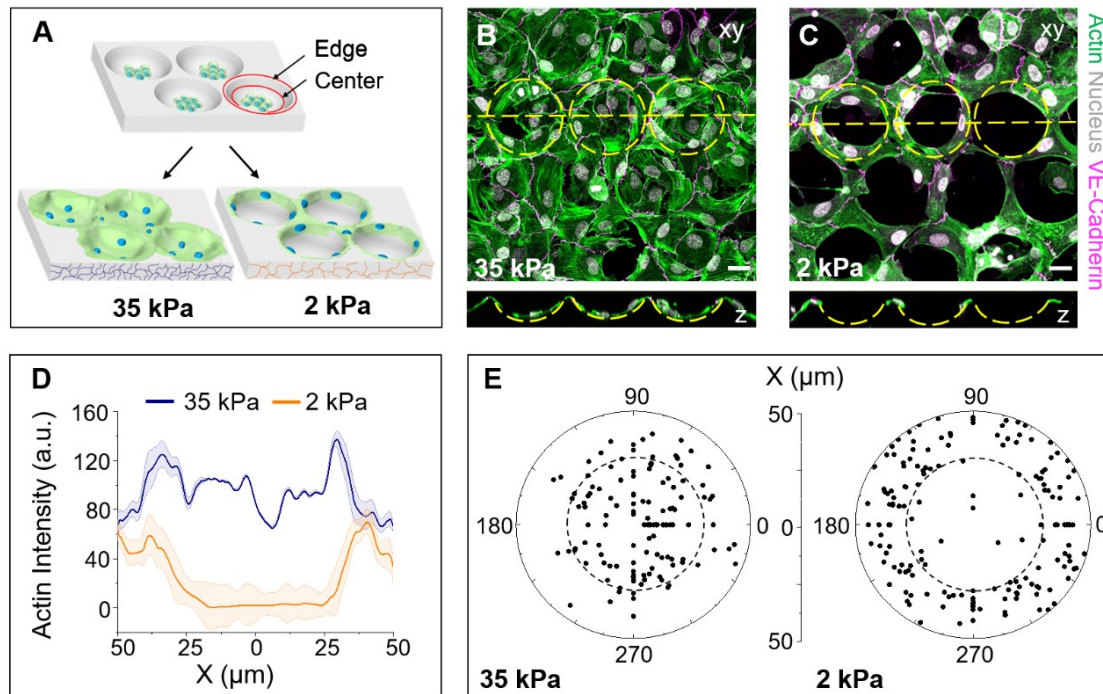 A
Edge
Center
35 kPa
2 kPa
B
xy
35 kPa
z
C
xy
2 kPa
z
Actin Nucleus VE-Cadherin
D
35 kPa
2 kPa
Actin Intensity (a.u.)
160
120
80
40
0
50 25 0 25 50
X (µm)
E
90
180
0
270
35 kPa
X (µm)
50
0
50
90
180
0
270
2 kPa